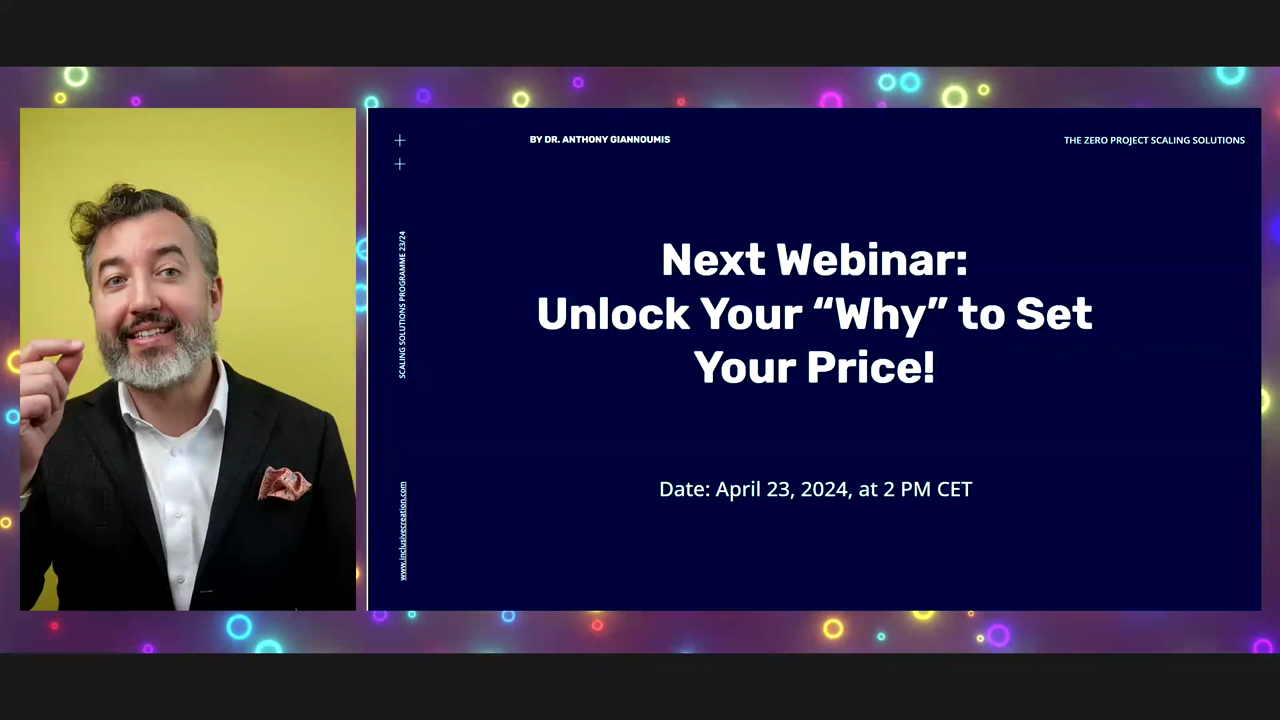 BY DR. ANTHONY GIANNOUMIS
THE ZERO PROJECT SCALING SOLUTIONS
SCALING SOLUTIONS PROGRAMME 23/24
Next Webinar:
Unlock Your “Why” to Set
Your Price!
Date: April 23, 2024, at 2 PM CET
www.inclusivecreation.com